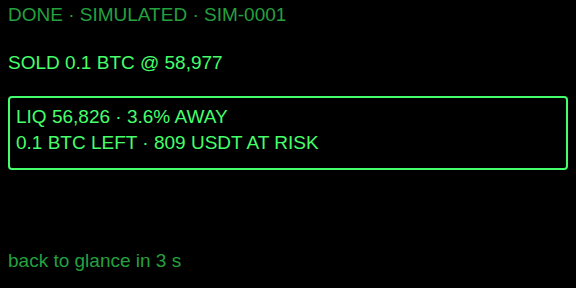 DONE · SIMULATED · SIM-0001
SOLD 0.1 BTC @ 58,977
LIQ 56,826 · 3.6% AWAY
0.1 BTC LEFT · 809 USDT AT RISK
back to glance in 3 s